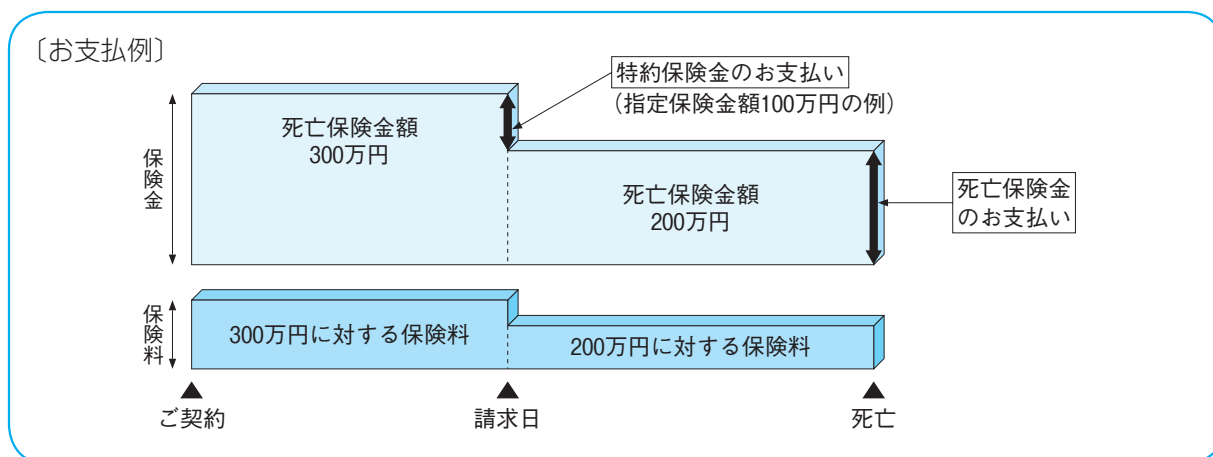 〔お支払例〕
特約保険金のお支払い
（指定保険金額100万円の例）
死亡保険金額
300万円
保険金
死亡保険金額
200万円
死亡保険金
のお支払い
保険料
300万円に対する保険料
200万円に対する保険料
▲ ▲ ▲
ご契約 請求日 死亡